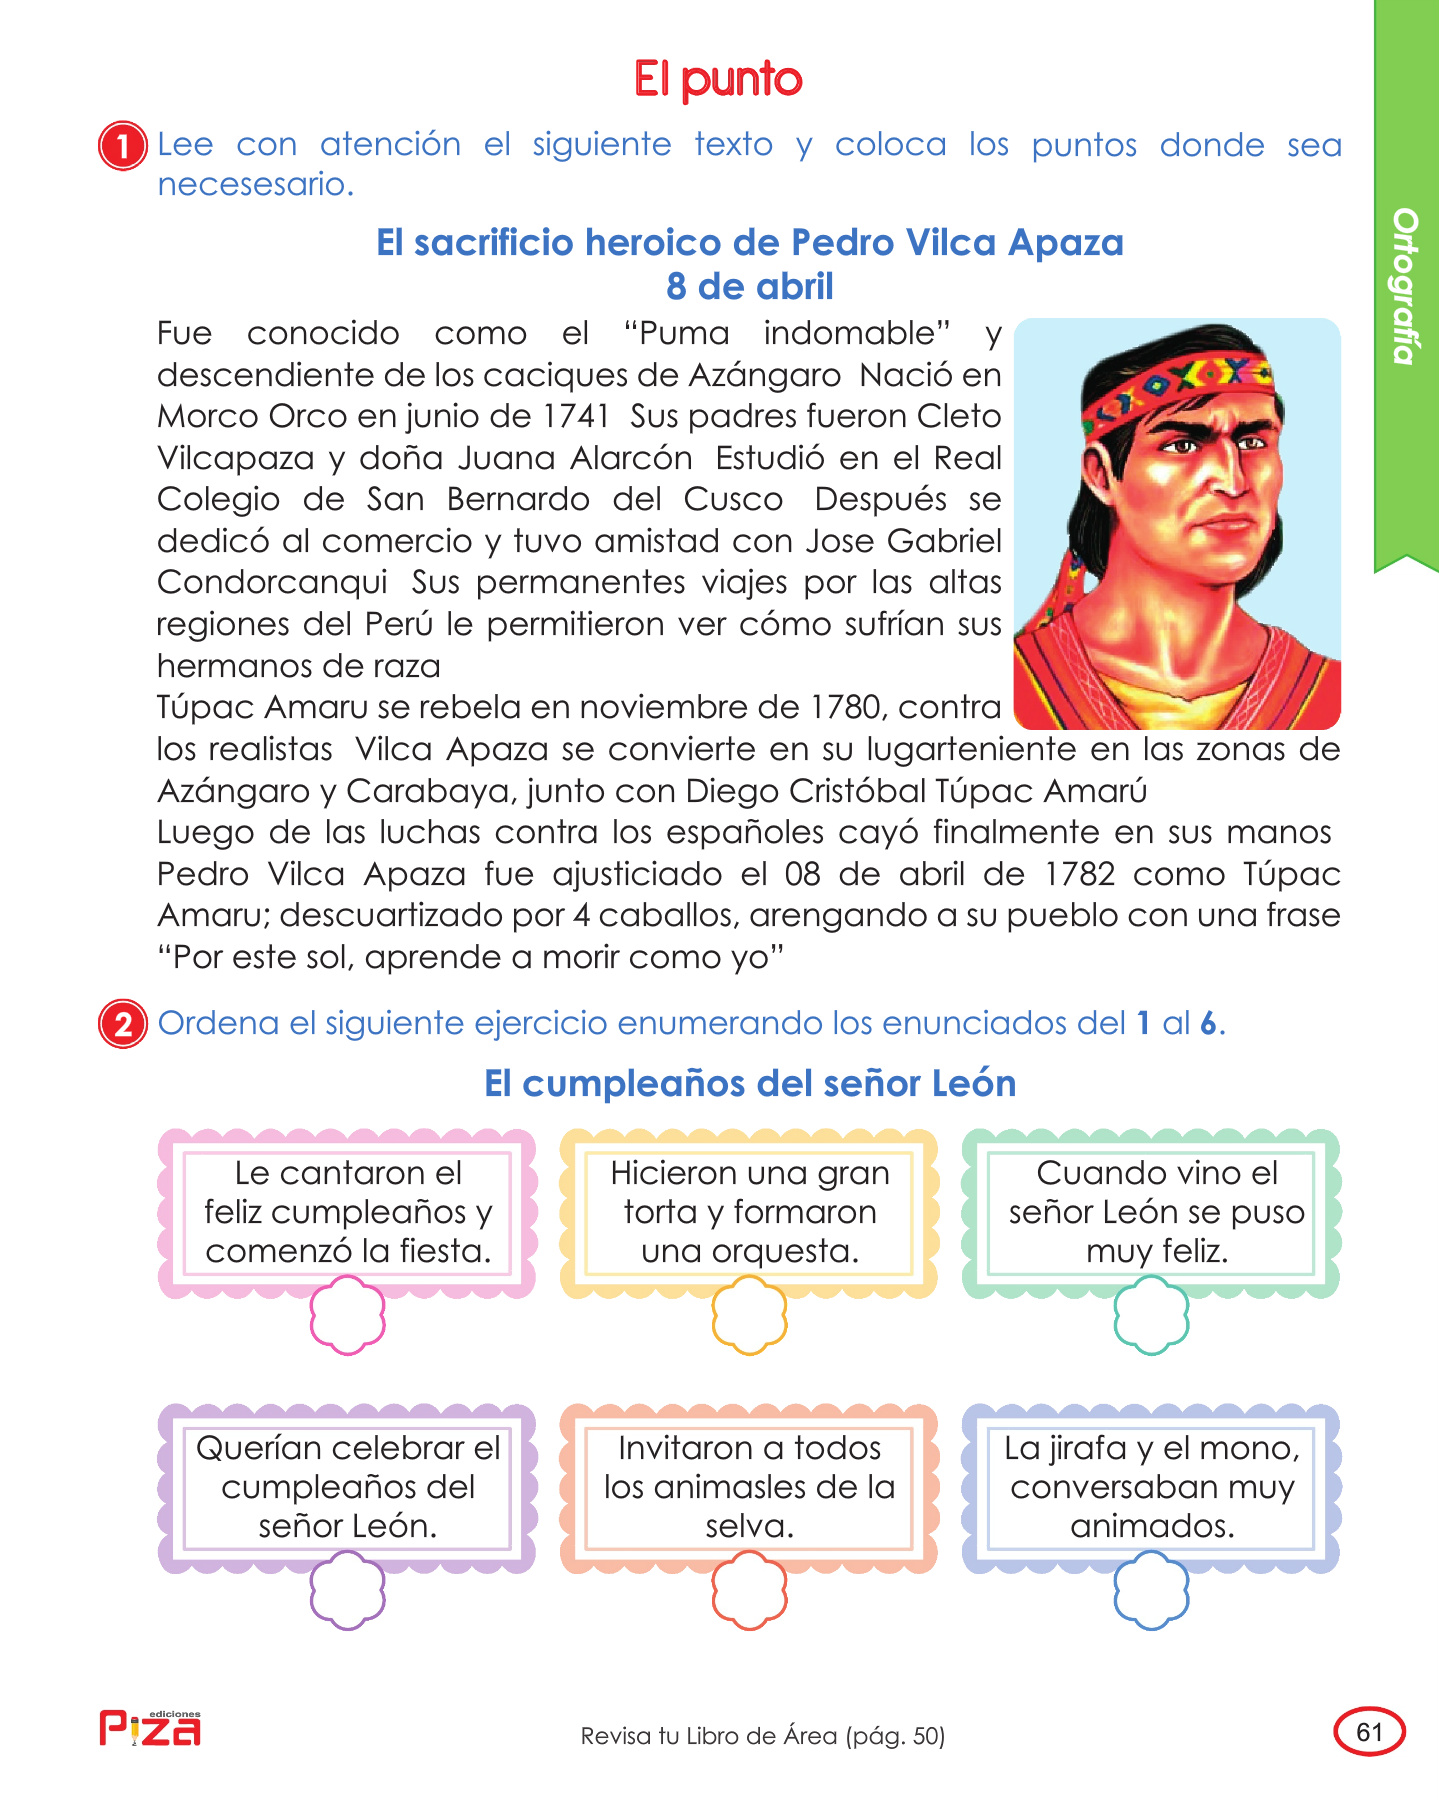 El punto
1 Lee con atención el siguiente texto y coloca los puntos donde sea
necesesario.
El sacrificio heroico de Pedro Vilca Apaza
8 de abril
Fue conocido como el “Puma indomable” y
descendiente de los caciques de Azángaro  Nació en
Morco Orco en junio de 1741  Sus padres fueron Cleto
Vilcapaza y doña Juana Alarcón  Estudió en el Real
Colegio de San Bernardo del Cusco  Después se
dedicó al comercio y tuvo amistad con Jose Gabriel
Condorcanqui  Sus permanentes viajes por las altas
regiones del Perú le permitieron ver cómo sufrían sus
hermanos de raza
Túpac Amaru se rebela en noviembre de 1780, contra
los realistas  Vilca Apaza se convierte en su lugarteniente en las zonas de
Azángaro y Carabaya, junto con Diego Cristóbal Túpac Amarú
Luego de las luchas contra los españoles cayó finalmente en sus manos
Pedro Vilca Apaza fue ajusticiado el 08 de abril de 1782 como Túpac
Amaru; descuartizado por 4 caballos, arengando a su pueblo con una frase
“Por este sol, aprende a morir como yo”
2 Ordena el siguiente ejercicio enumerando los enunciados del 1 al 6.
El cumpleaños del señor León
Le cantaron el
feliz cumpleaños y
comenzó la fiesta.
Hicieron una gran
torta y formaron
una orquesta.
Cuando vino el
señor León se puso
muy feliz.
Querían celebrar el
cumpleaños del
señor León.
Invitaron a todos
los animasles de la
selva.
La jirafa y el mono,
conversaban muy
animados.
Ortografía
ediciones
Piza
Revisa tu Libro de Área (pág. 50)
61